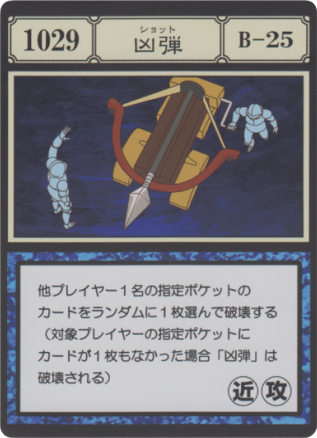 1029
ショット
凶弾
B-25
他プレイヤー1名の指定ポケットの
カードをランダムに1枚選んで破壊する
(対象プレイヤーの指定ポケットに
カードが1枚もなかった場合「凶弾」は
破壊される)
近 攻